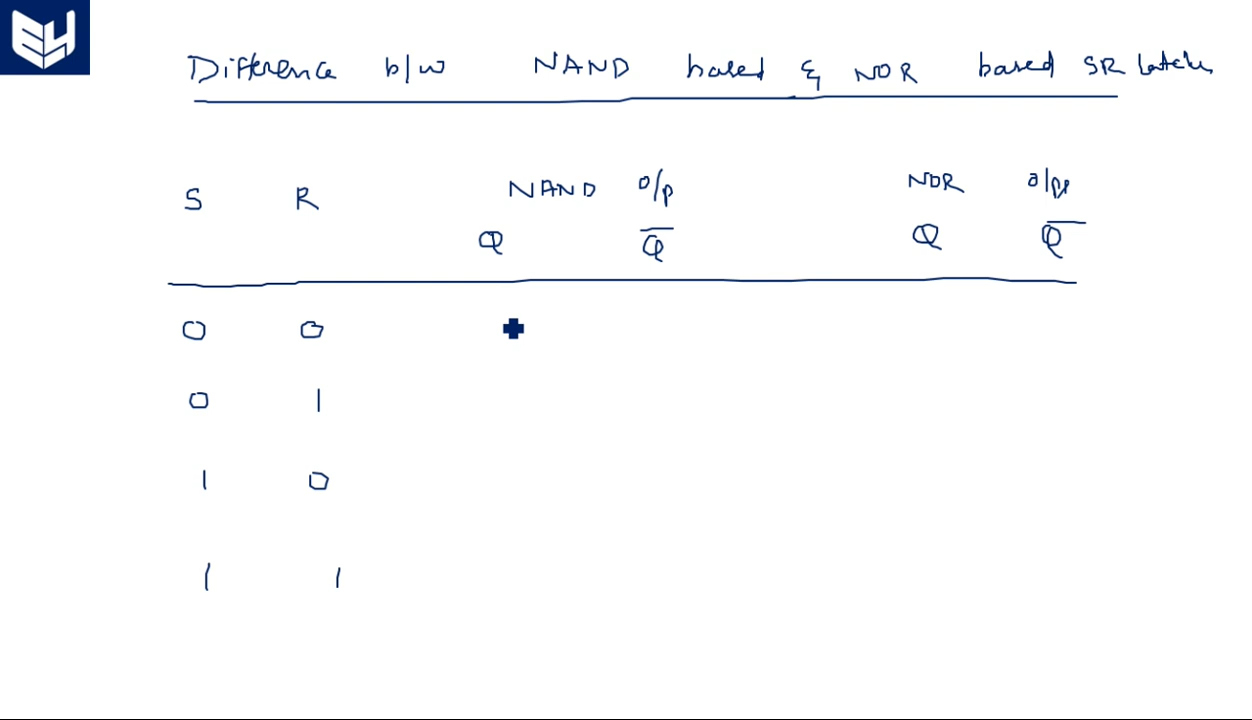 Difference b/w NAND based & NOR based SR latch
S R NAND o/p NOR o/p
Q Q̅ Q Q̅
0 0
0 1
1 0
1 1